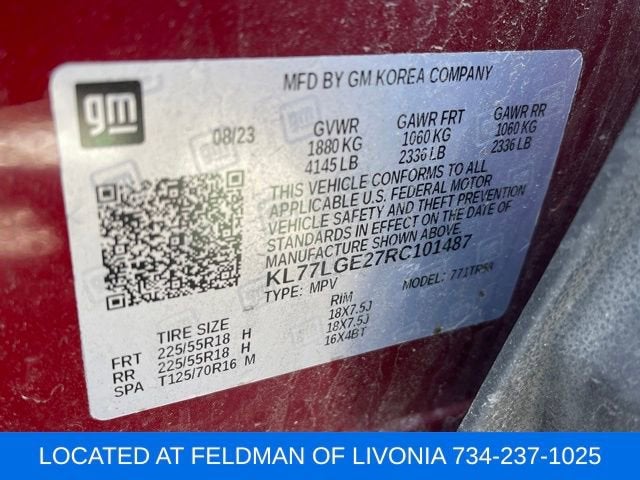 gm
MFD BY GM KOREA COMPANY
08/23 GVWR GAWR FRT GAWR RR
1880 KG 1060 KG 1060 KG
4145 LB 2336 LB 2336 LB
THIS VEHICLE CONFORMS TO ALL
APPLICABLE U.S. FEDERAL MOTOR
VEHICLE SAFETY AND THEFT PREVENTION
STANDARDS IN EFFECT ON THE DATE OF
MANUFACTURE SHOWN ABOVE.
KL77LGE27RC101487
TYPE: MPV MODEL:
TIRE SIZE RIM
FRT 225/55R18 H 18X7.5J
RR 225/55R18 H 18X7.5J
SPA T125/70R16 M 16X4BT
LOCATED AT FELDMAN OF LIVONIA 734-237-1025